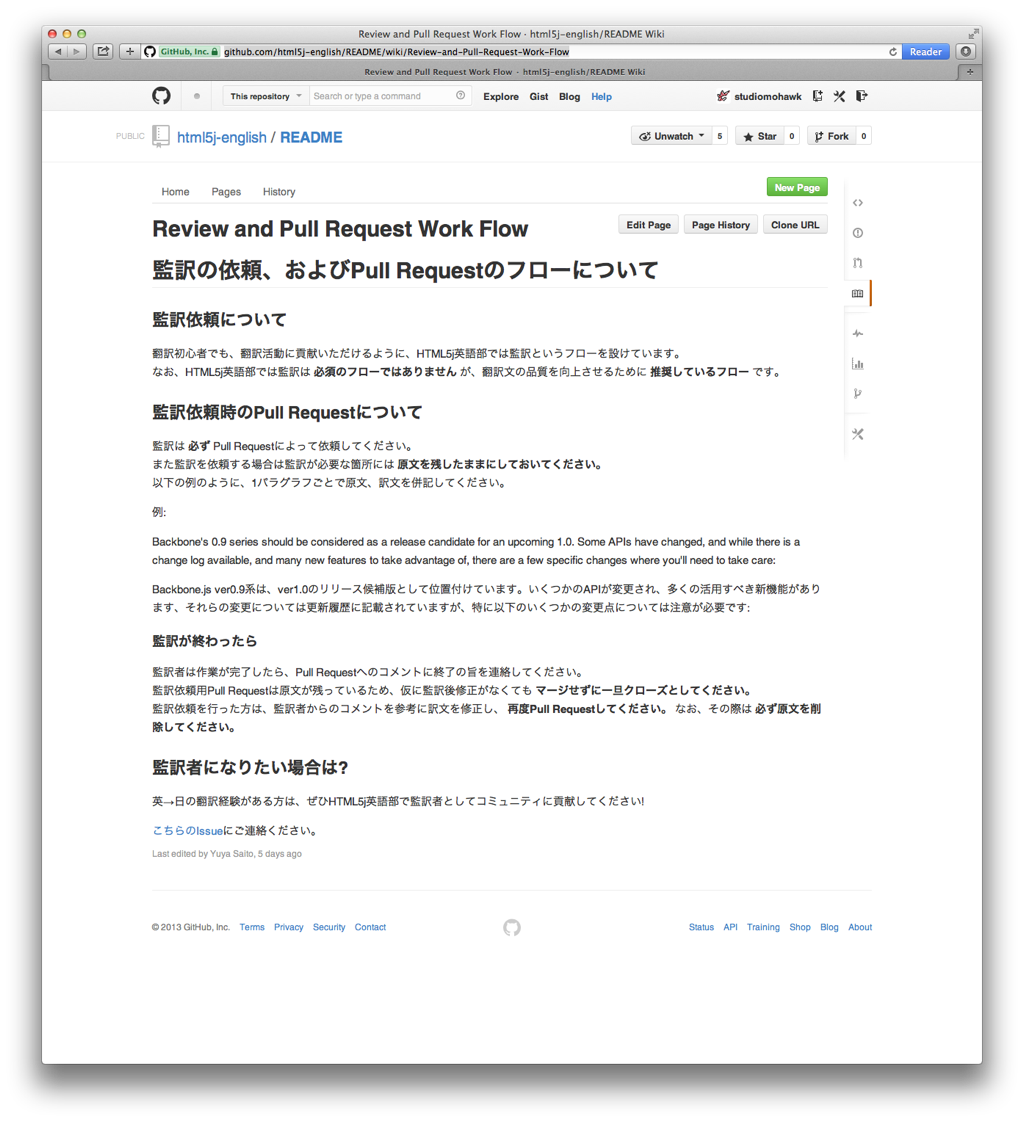 Review and Pull Request Work Flow · html5j-english/README Wiki
GitHub, Inc. github.com/html5j-english/README/wiki/Review-and-Pull-Request-Work-Flow Reader
Review and Pull Request Work Flow · html5j-english/README Wiki
This repository Search or type a command Explore Gist Blog Help studiomohawk
PUBLIC html5j-english / README Unwatch 5 Star 0 Fork 0
Home Pages History New Page
Review and Pull Request Work Flow Edit Page Page History Clone URL
監訳の依頼、およびPull Requestのフローについて
監訳依頼について
翻訳初心者でも、翻訳活動に貢献いただけるように、HTML5j英語部では監訳というフローを設けています。
なお、HTML5j英語部では監訳は 必須のフローではありません が、翻訳文の品質を向上させるために 推奨しているフロー です。
監訳依頼時のPull Requestについて
監訳は 必ず Pull Requestによって依頼してください。
また監訳を依頼する場合は監訳が必要な箇所には 原文を残したままにしておいてください。
以下の例のように、1パラグラフごとで原文、訳文を併記してください。
例:
Backbone's 0.9 series should be considered as a release candidate for an upcoming 1.0. Some APIs have changed, and while there is a
change log available, and many new features to take advantage of, there are a few specific changes where you'll need to take care:
Backbone.js ver0.9系は、ver1.0のリリース候補版として位置付けています。いくつかのAPIが変更され、多くの活用すべき新機能があり
ます、それらの変更については更新履歴に記載されていますが、特に以下のいくつかの変更点については注意が必要です:
監訳が終わったら
監訳者は作業が完了したら、Pull Requestへのコメントに終了の旨を連絡してください。
監訳依頼用Pull Requestは原文が残っているため、仮に監訳後修正がなくても マージせずに一旦クローズとしてください。
監訳依頼を行った方は、監訳者からのコメントを参考に訳文を修正し、 再度Pull Requestしてください。 なお、その際は 必ず原文を削
除してください。
監訳者になりたい場合は?
英→日の翻訳経験がある方は、ぜひHTML5j英語部で監訳者としてコミュニティに貢献してください!
こちらのIssueにご連絡ください。
Last edited by Yuya Saito, 5 days ago
© 2013 GitHub, Inc. Terms Privacy Security Contact Status API Training Shop Blog About